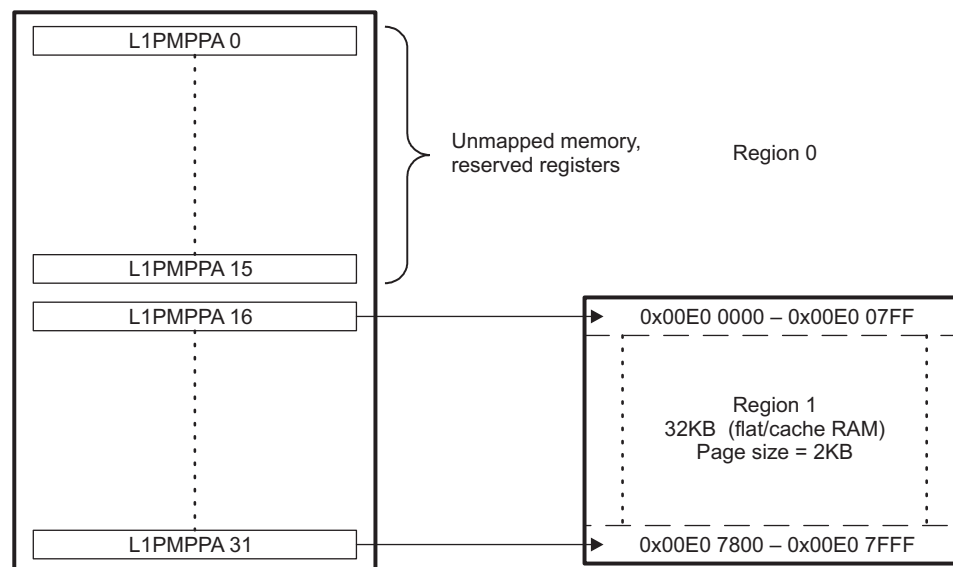 L1PMPPA 0
Unmapped memory,
reserved registers
Region 0
L1PMPPA 15
L1PMPPA 16
0x00E0 0000 – 0x00E0 07FF
Region 1
32KB (flat/cache RAM)
Page size = 2KB
L1PMPPA 31
0x00E0 7800 – 0x00E0 7FFF